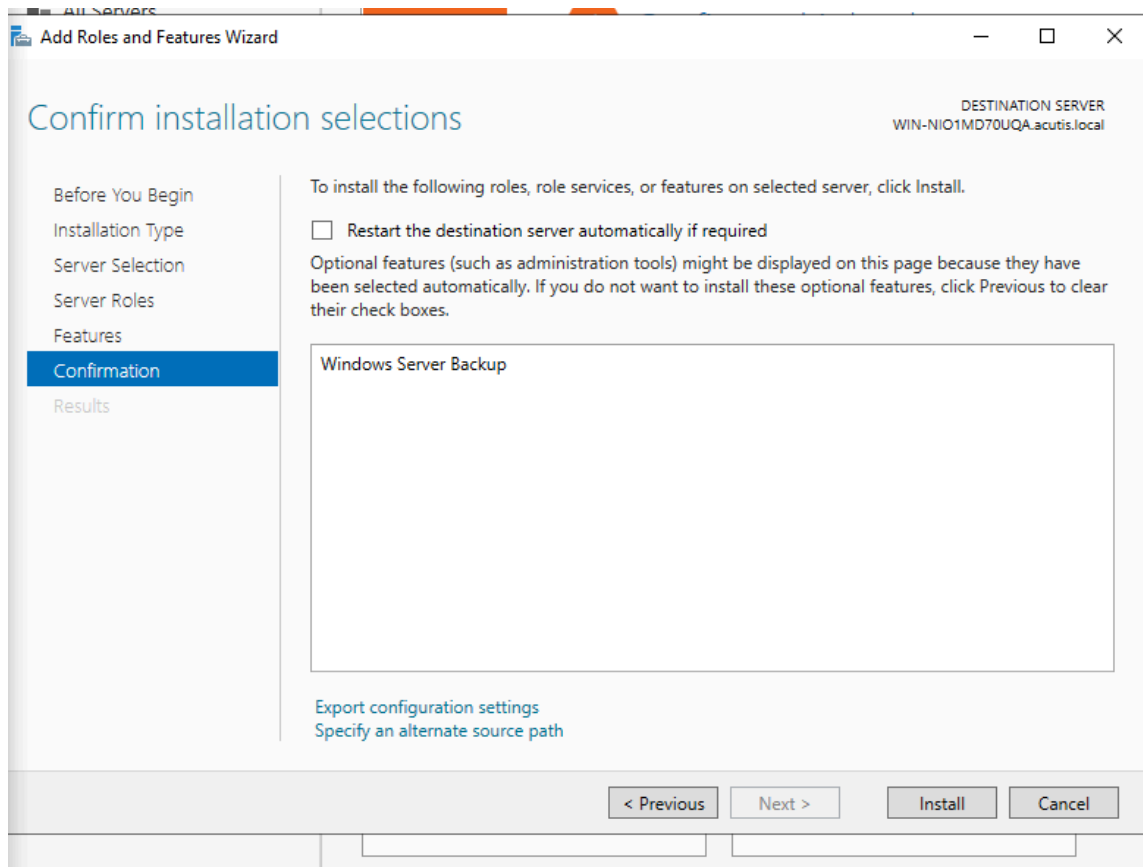 All Servers
Add Roles and Features Wizard
Confirm installation selections
DESTINATION SERVER
WIN-NIO1MD70UQA.acutis.local
Before You Begin
Installation Type
Server Selection
Server Roles
Features
Confirmation
Results
To install the following roles, role services, or features on selected server, click Install.
Restart the destination server automatically if required
Optional features (such as administration tools) might be displayed on this page because they have
been selected automatically. If you do not want to install these optional features, click Previous to clear
their check boxes.
Windows Server Backup
Export configuration settings
Specify an alternate source path
< Previous
Next >
Install
Cancel